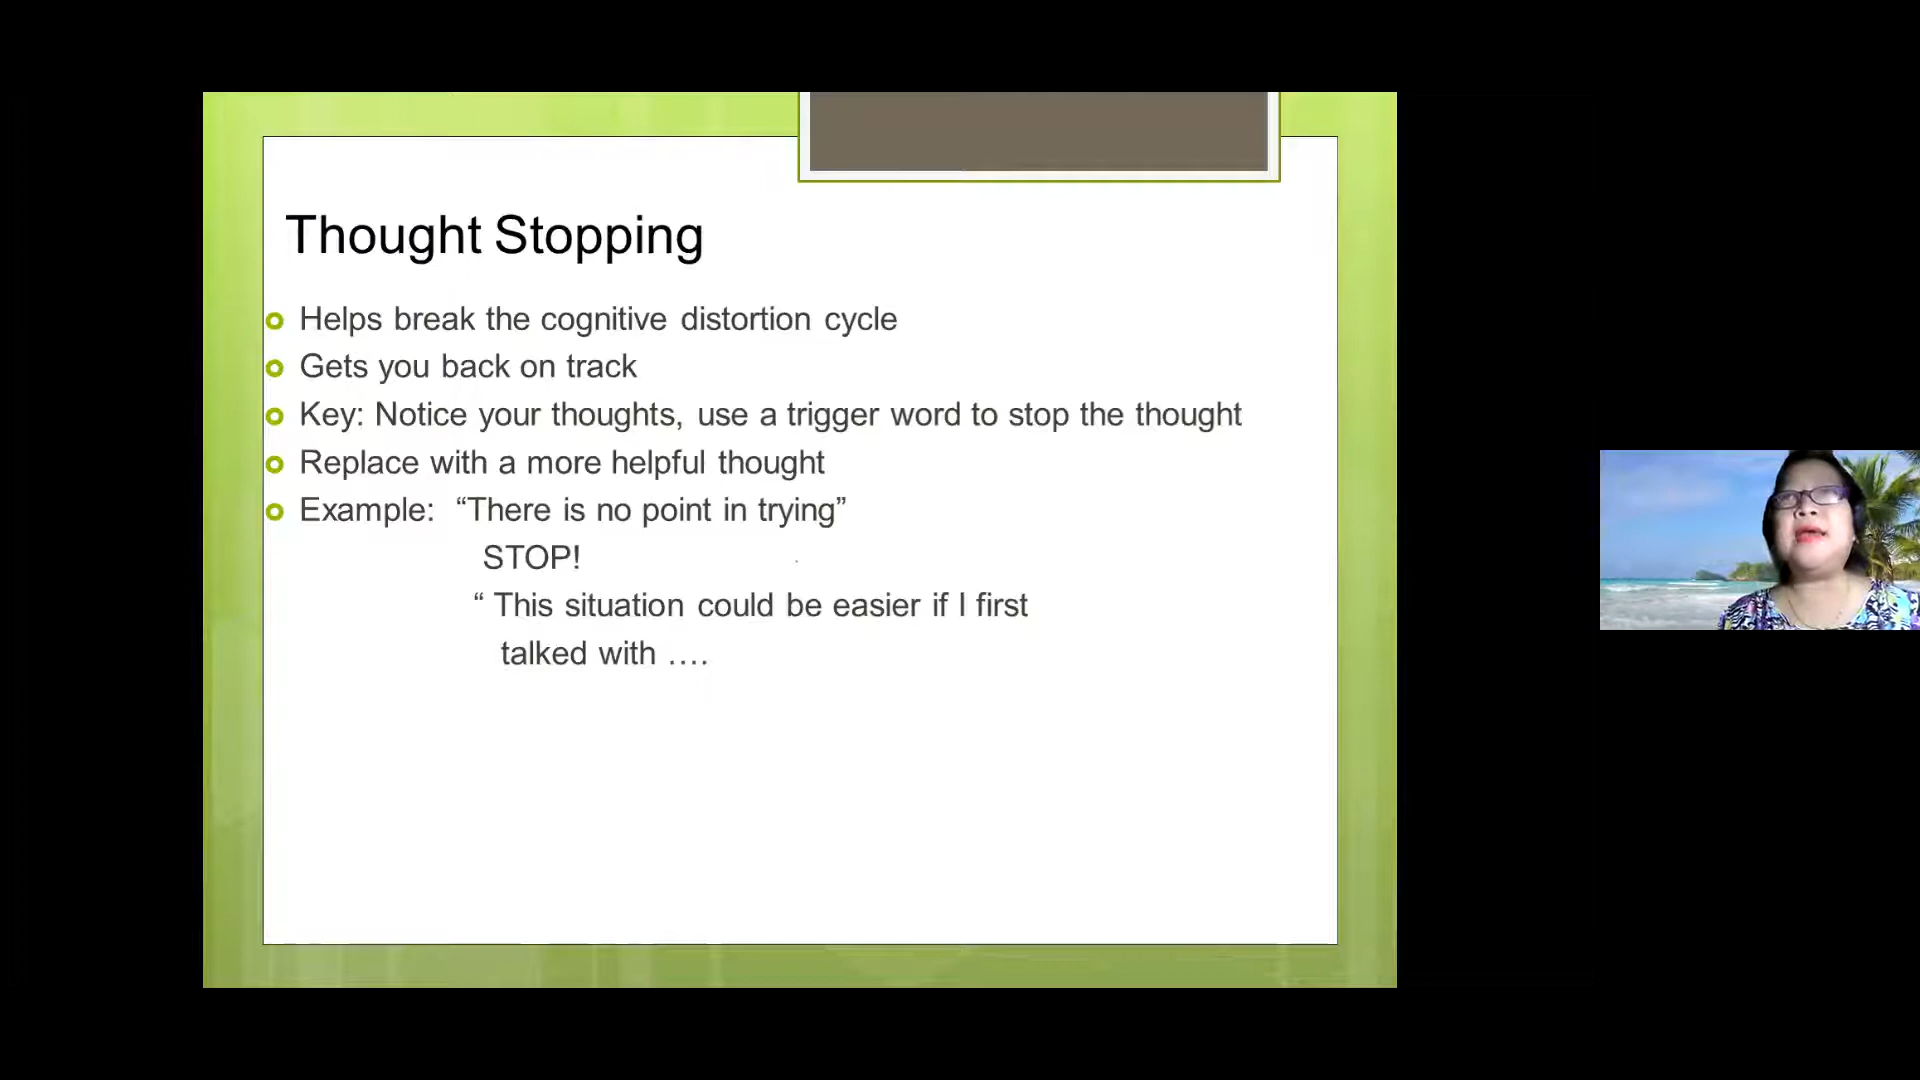 Thought Stopping
Helps break the cognitive distortion cycle
Gets you back on track
Key: Notice your thoughts, use a trigger word to stop the thought
Replace with a more helpful thought
Example: “There is no point in trying”
STOP!
“ This situation could be easier if I first
talked with ….